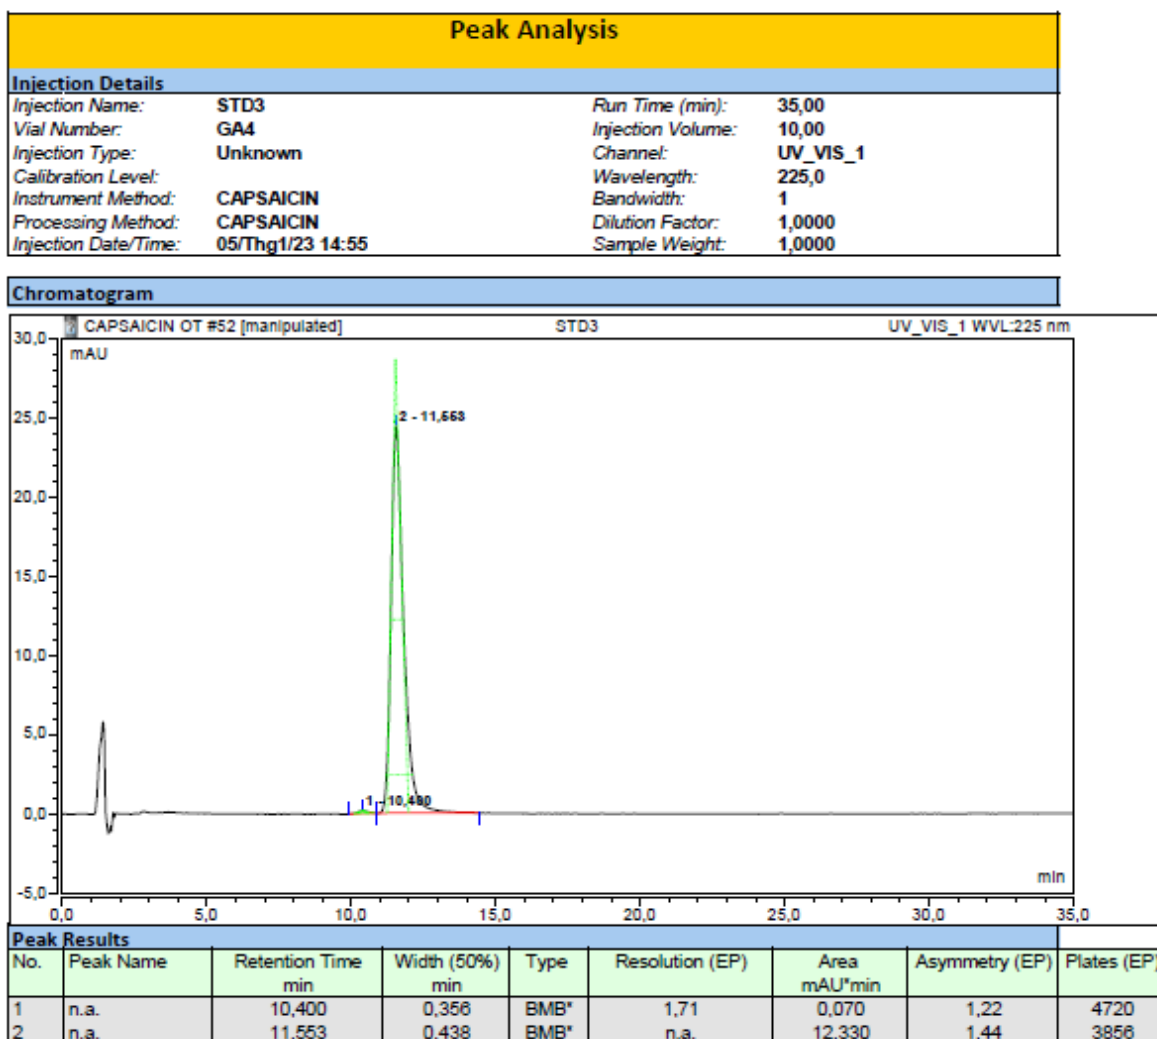 Peak Analysis
Injection Details
Injection Name: STD3 Run Time (min): 35,00
Vial Number: GA4 Injection Volume: 10,00
Injection Type: Unknown Channel: UV_VIS_1
Calibration Level: Wavelength: 225,0
Instrument Method: CAPSAICIN Bandwidth: 1
Processing Method: CAPSAICIN Dilution Factor: 1,0000
Injection Date/Time: 05/Thg1/23 14:55 Sample Weight: 1,0000
Chromatogram
CAPSAICIN OT #52 [manipulated] STD3 UV_VIS_1 WVL:225 nm
30,0
mAU
25,0
2 - 11,553
20,0
15,0
10,0
5,0
1 - 10,400
0,0
min
-5,0
0,0 5,0 10,0 15,0 20,0 25,0 30,0 35,0
Peak Results
No. Peak Name Retention Time Width (50%) Type Resolution (EP) Area Asymmetry (EP) Plates (EP)
min min mAU*min
1 n.a. 10,400 0,356 BMB* 1,71 0,070 1,22 4720
2 n.a. 11,553 0,438 BMB* n.a. 12,330 1,44 3856